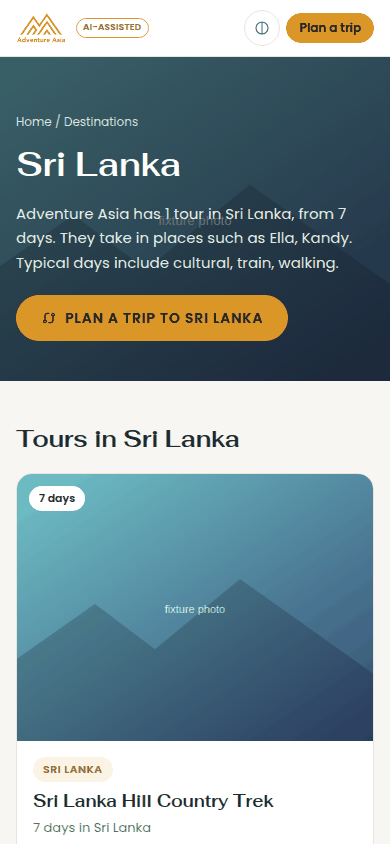 Adventure Asia
AI-ASSISTED
Plan a trip
Home / Destinations
Sri Lanka
fixture photo
Adventure Asia has 1 tour in Sri Lanka, from 7
days. They take in places such as Ella, Kandy.
Typical days include cultural, train, walking.
PLAN A TRIP TO SRI LANKA
Tours in Sri Lanka
7 days
fixture photo
SRI LANKA
Sri Lanka Hill Country Trek
7 days in Sri Lanka